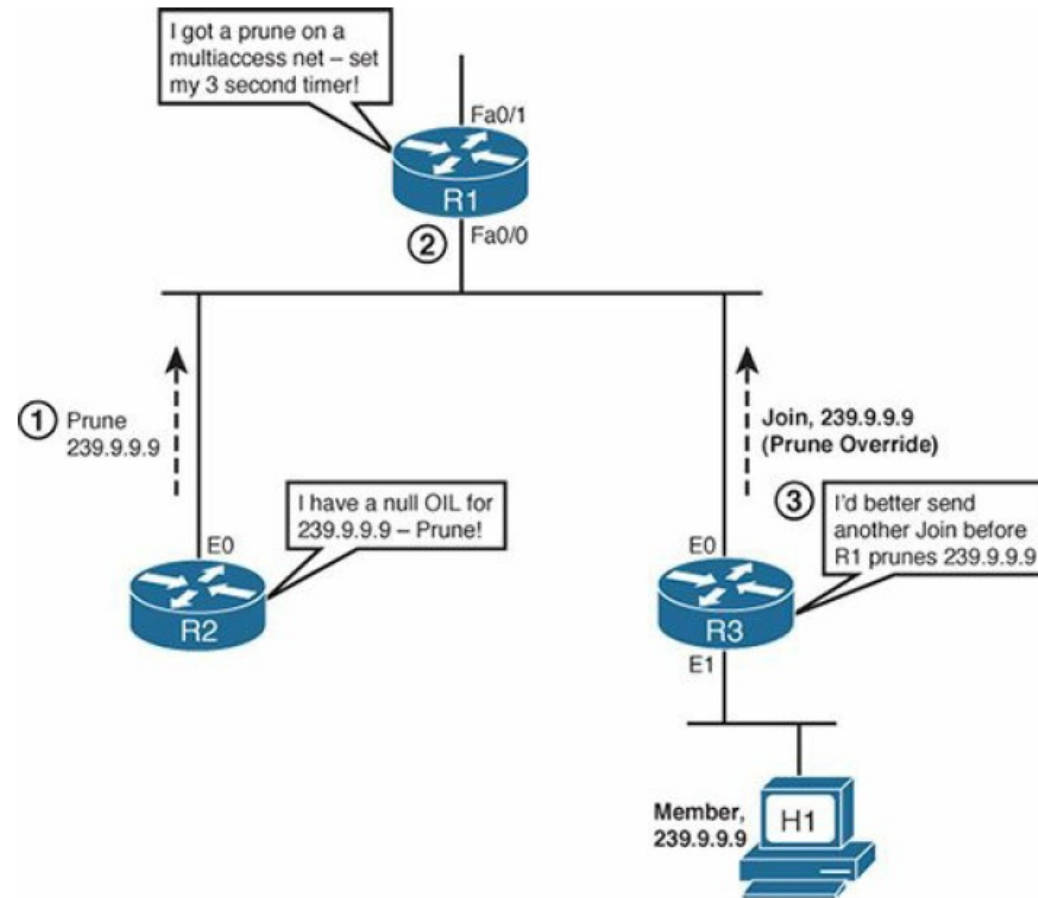 I got a prune on a
multiaccess net – set
my 3 second timer!
Fa0/1
R1
2
Fa0/0
1
Prune
239.9.9.9
Join, 239.9.9.9
(Prune Override)
I have a null OIL for
239.9.9.9 – Prune!
3
I'd better send
another Join before
R1 prunes 239.9.9.9
E0
R2
E0
R3
E1
Member,
239.9.9.9
H1